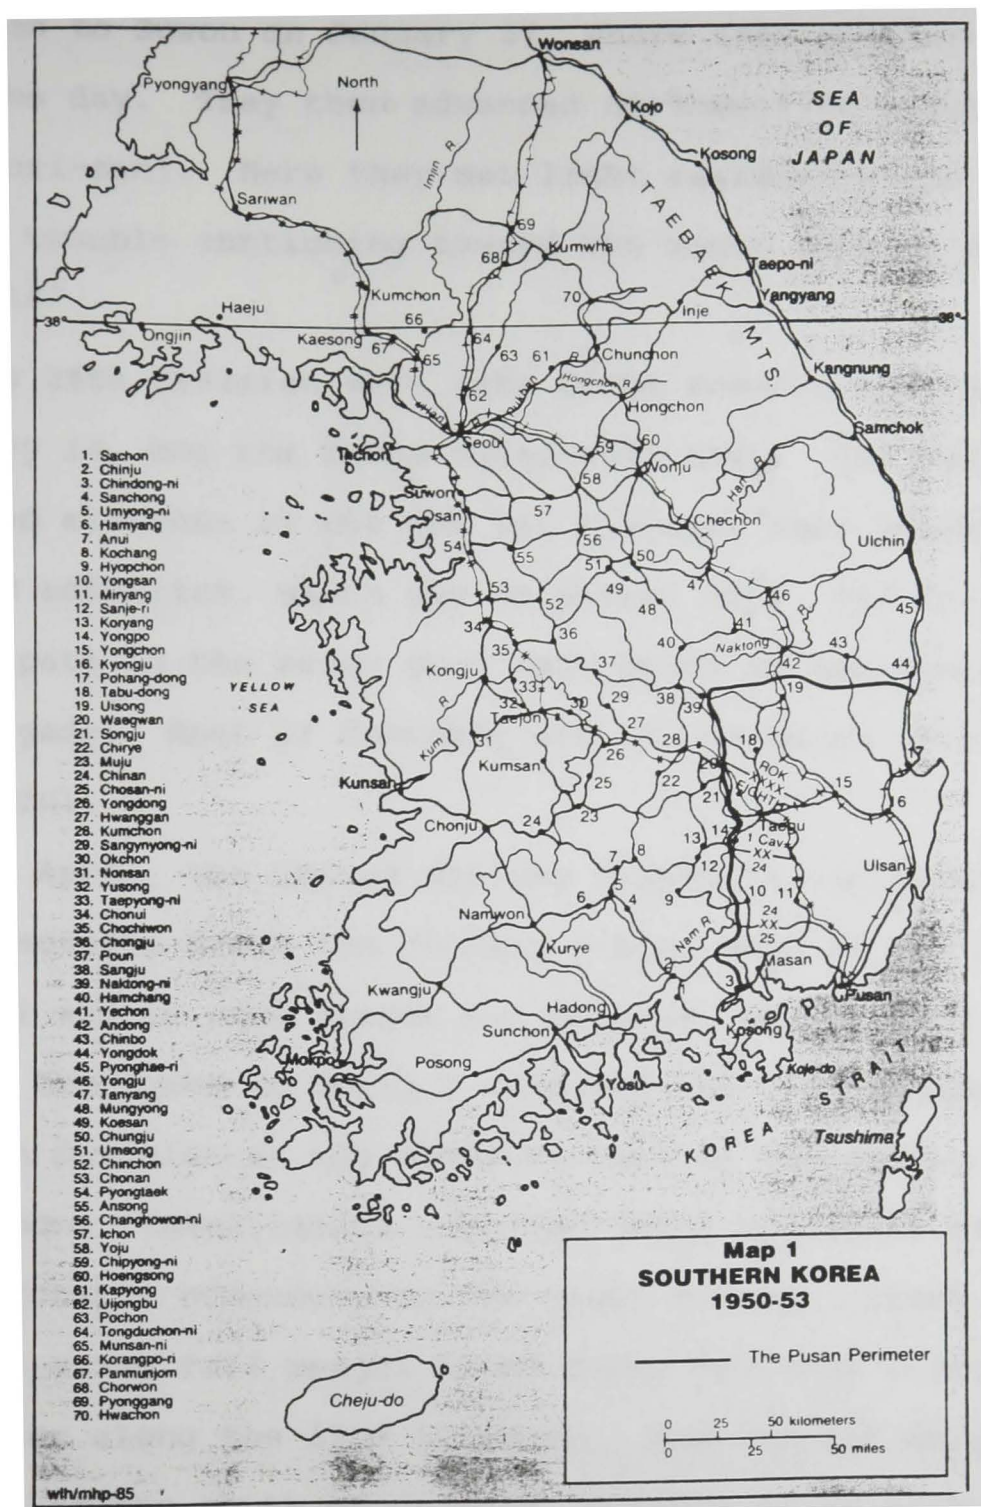 Wonsan
Pyongyang
North
SEA
OF
JAPAN
Kojo
Kosong
Imjin R
TAEBAEK MTS.
Sariwan
69
Kumwha
68
Taepo-ni
Kumchon
70
Yangyang
Haeju
Inje
38°
38°
Ongjin
Kaesong
66
67
65
64
63
61
R
Chunchon
Hongchon R
Pukhan
Kangnung
62
Han
R
Hongchon
Seoul
59
60
Samchok
Wonju
Suwon
58
Han R
Osan
57
Chechon
54
55
56
Ulchin
51
50
53
52
49
48
47
46
45
34
36
41
R
35
40
Naktong
43
Kongju
37
42
44
YELLOW
SEA
33
32
Taejon
30
29
38
39
19
R
31
27
28
18
Kum
26
20
ROK
XXXX
EIGHTH
17
15
Kumsan
25
22
21
16
Kunsan
24
23
Taegu
Chonju
14
1 Cav
XX
24
13
12
7
8
Ulsan
5
6
4
9
10
11
Namwon
24
XX
25
Kurye
Nam R
Masan
Kwangju
2
3
1
Pusan
Hadong
Sunchon
Kosong
Mokpo
Posong
Koje-do
Yosu
KOREA STRAIT
Tsushima
Cheju-do
1. Sachon
2. Chinju
3. Chindong-ni
4. Sanchong
5. Umyong-ni
6. Hamyang
7. Anui
8. Kochang
9. Hyopchon
10. Yongsan
11. Miryang
12. Sanje-ri
13. Koryang
14. Yongpo
15. Yongchon
16. Kyongju
17. Pohang-dong
18. Tabu-dong
19. Uisong
20. Waegwan
21. Songju
22. Chirye
23. Muju
24. Chinan
25. Chosan-ni
26. Yongdong
27. Hwanggan
28. Kumchon
29. Sangynyong-ni
30. Okchon
31. Nonsan
32. Yusong
33. Taepyong-ni
34. Chonui
35. Chochiwon
36. Chongju
37. Poun
38. Sangju
39. Naktong-ni
40. Hamchang
41. Yechon
42. Andong
43. Chinbo
44. Yongdok
45. Pyonghae-ri
46. Yongju
47. Tanyang
48. Mungyong
49. Koesan
50. Chungju
51. Umsong
52. Chinchon
53. Chonan
54. Pyongtaek
55. Ansong
56. Changhowon-ni
57. Ichon
58. Yoju
59. Chipyong-ni
60. Hoengsong
61. Kapyong
62. Uijongbu
63. Pochon
64. Tongduchon-ni
65. Munsan-ni
66. Korangpo-ri
67. Panmunjom
68. Chorwon
69. Pyonggang
70. Hwachon
Map 1
SOUTHERN KOREA
1950-53
The Pusan Perimeter
0 25 50 kilometers
0 25 50 miles
wlh/mhp-85